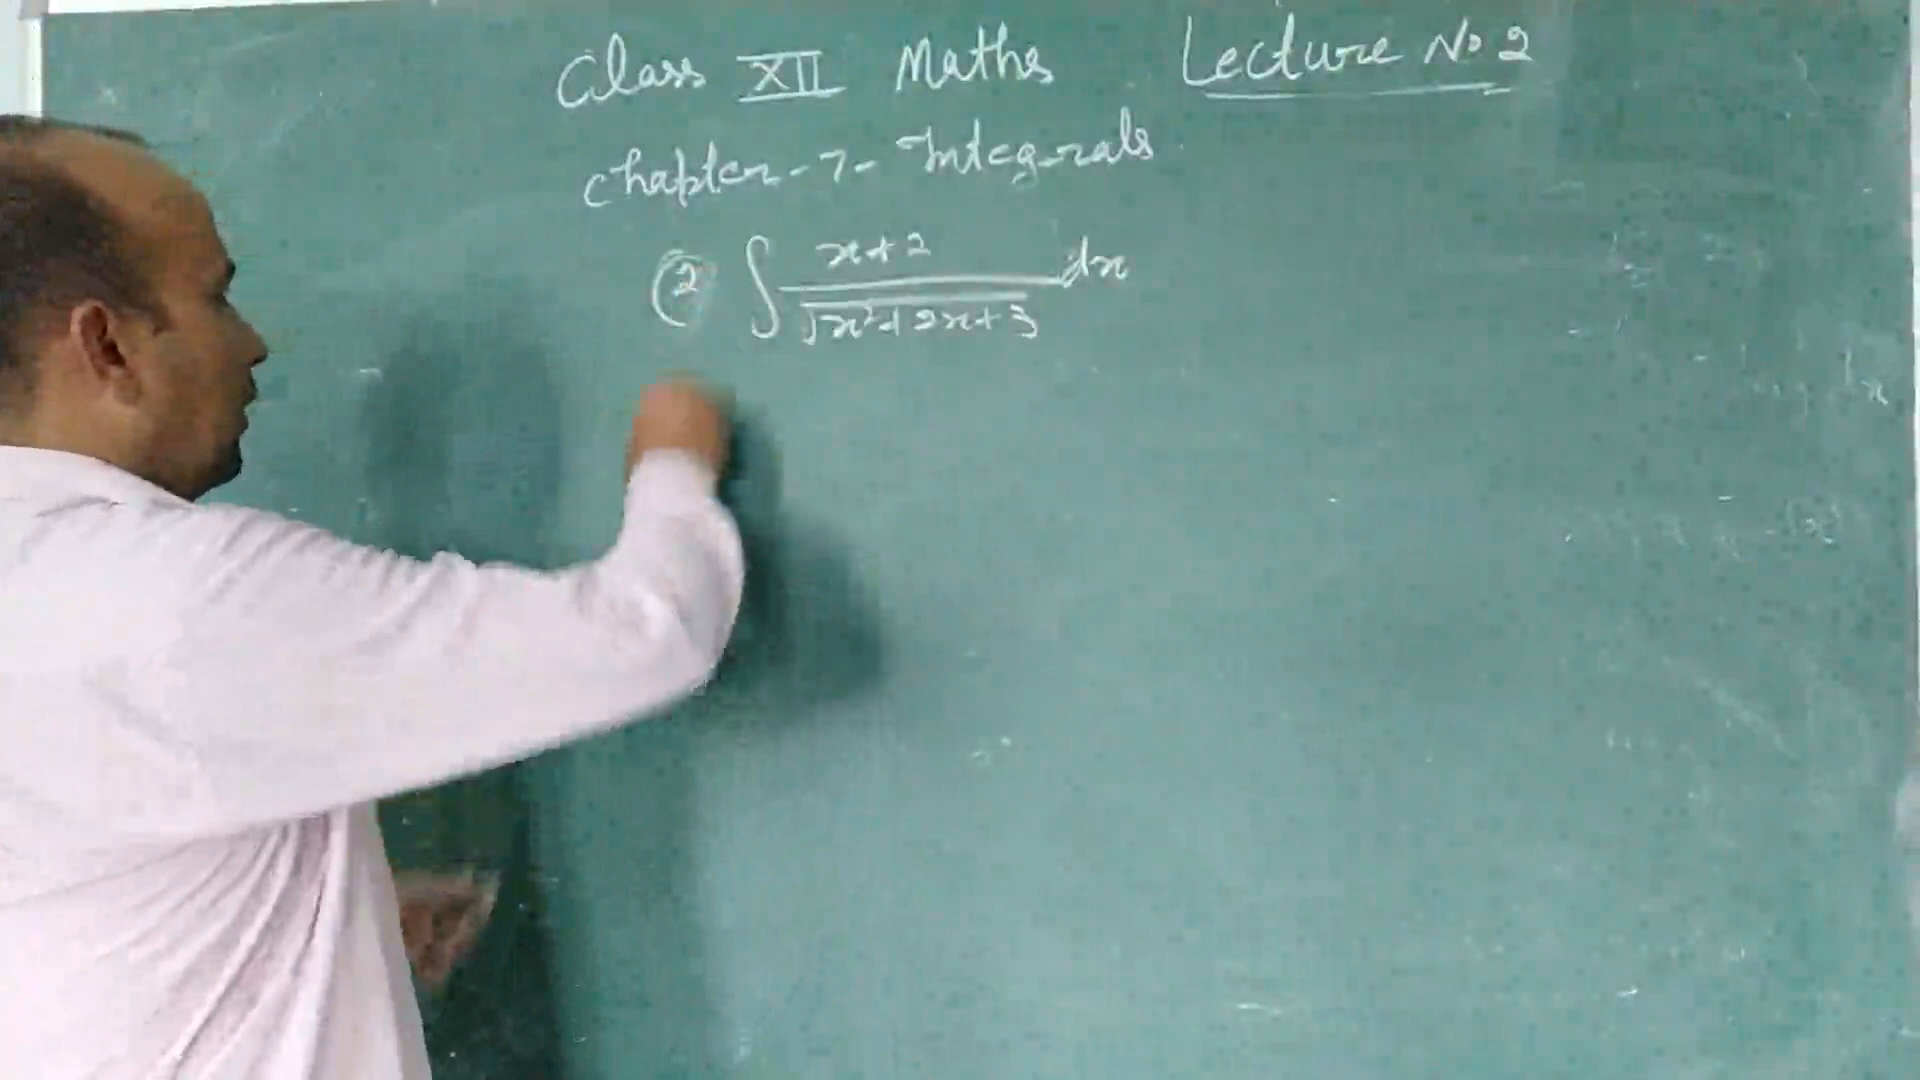 Class XII Maths Lecture No 2
Chapter-7- Integrals
(2) ∫ x+2 / √x²+2x+3 dx